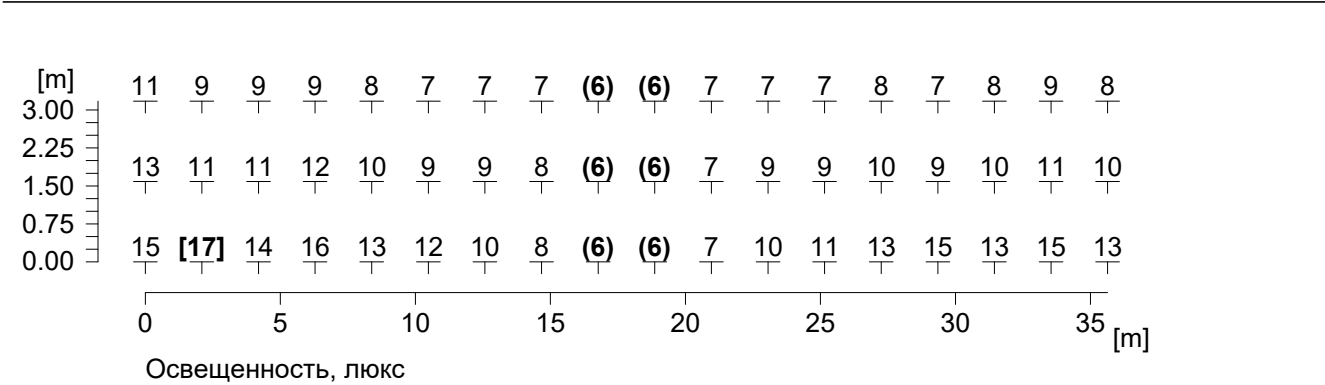 [m] 11 9 9 9 8 7 7 7 (6) (6) 7 7 7 8 7 8 9 8
3.00
2.25
13 11 11 12 10 9 9 8 (6) (6) 7 9 9 10 9 10 11 10
1.50
0.75
15 [17] 14 16 13 12 10 8 (6) (6) 7 10 11 13 15 13 15 13
0.00
0 5 10 15 20 25 30 35 [m]
Освещенность, люкс